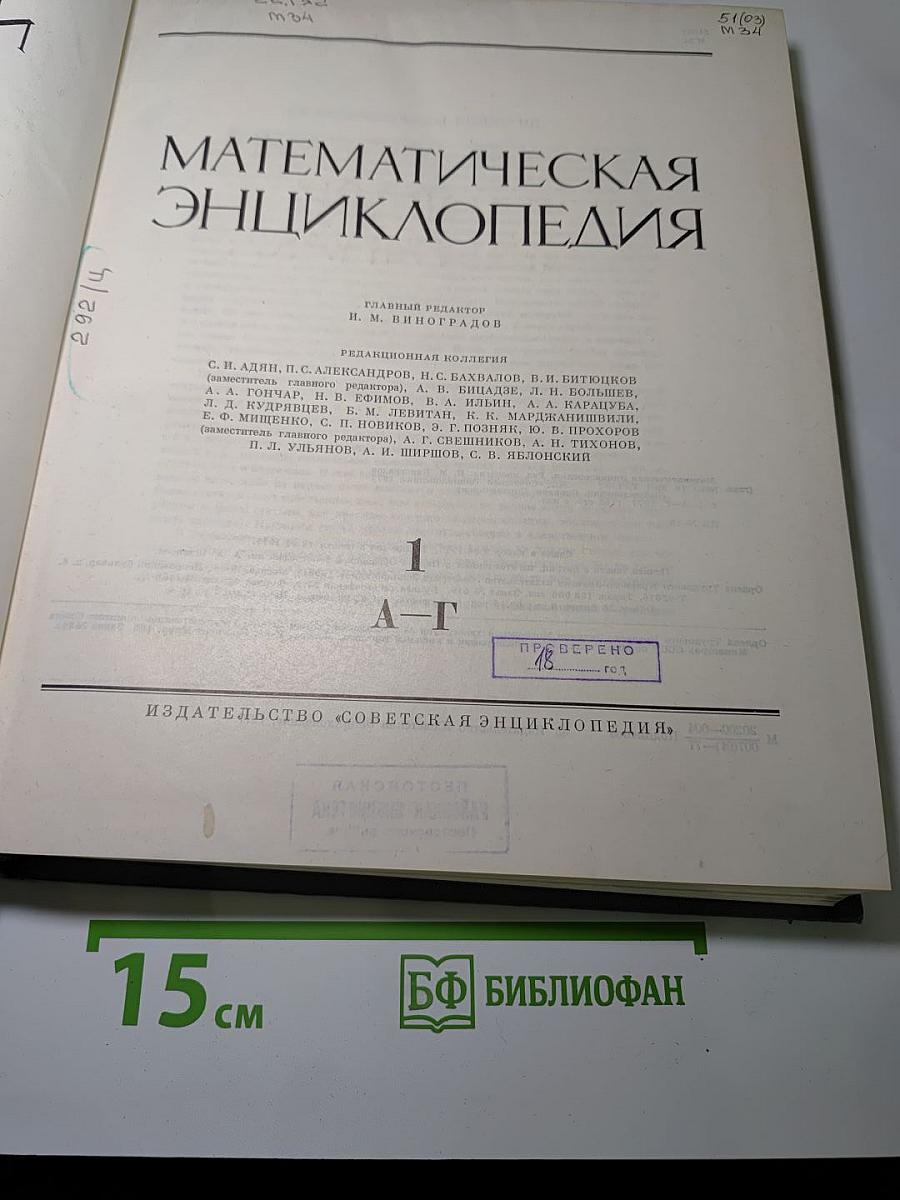 М34
51(03)
М34
МАТЕМАТИЧЕСКАЯ
ЭНЦИКЛОПЕДИЯ
292/Ц
ГЛАВНЫЙ РЕДАКТОР
И. М. ВИНОГРАДОВ
РЕДАКЦИОННАЯ КОЛЛЕГИЯ
С. И. АДЯН, П. С. АЛЕКСАНДРОВ, Н. С. БАХВАЛОВ, В. И. БИТЮЦКОВ
(заместитель главного редактора), А. В. БИЦАДЗЕ, Л. Н. БОЛЬШЕВ,
А. А. ГОНЧАР, Н. В. ЕФИМОВ, В. А. ИЛЬИН, А. А. КАРАЦУБА,
Л. Д. КУДРЯВЦЕВ, Б. М. ЛЕВИТАН, К. К. МАРДЖАНИШВИЛИ,
Е. Ф. МИЩЕНКО, С. П. НОВИКОВ, Э. Г. ПОЗНЯК, Ю. В. ПРОХОРОВ
(заместитель главного редактора), А. Г. СВЕШНИКОВ, А. Н. ТИХОНОВ,
П. Л. УЛЬЯНОВ, А. И. ШИРШОВ, С. В. ЯБЛОНСКИЙ
1
А—Г
ПРОВЕРЕНО
18 год
ИЗДАТЕЛЬСТВО «СОВЕТСКАЯ ЭНЦИКЛОПЕДИЯ»
15 см
БФ БИБЛИОФАН